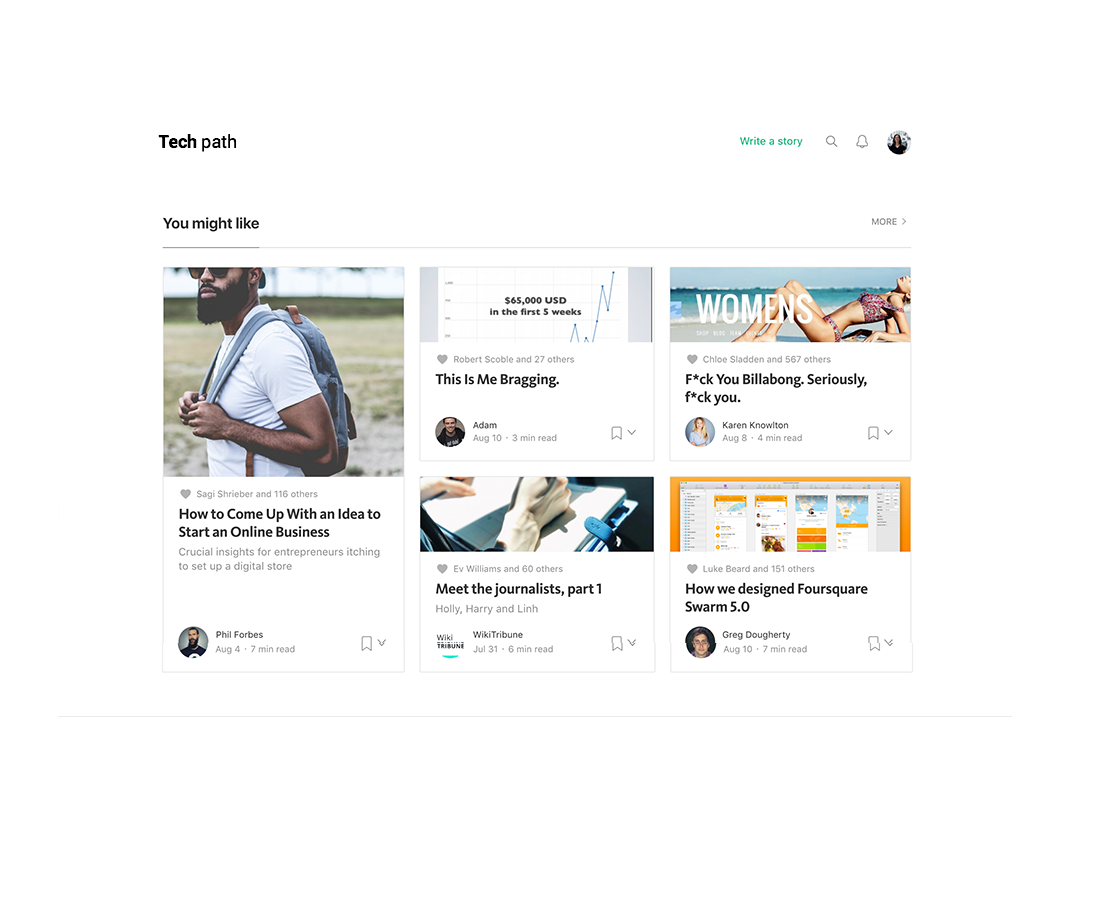 Tech path
Write a story
You might like
MORE
Sagi Shrieber and 116 others
How to Come Up With an Idea to
Start an Online Business
Crucial insights for entrepreneurs itching
to set up a digital store
Phil Forbes
Aug 4 · 7 min read
$65,000 USD
in the first 5 weeks
Robert Scoble and 27 others
This Is Me Bragging.
Adam
Aug 10 · 3 min read
WOMENS
SHOP BLOG TEAM
Chloe Sladden and 567 others
F*ck You Billabong. Seriously,
f*ck you.
Karen Knowlton
Aug 8 · 4 min read
Ev Williams and 60 others
Meet the journalists, part 1
Holly, Harry and Linh
Wiki
TRIBUNE
WikiTribune
Jul 31 · 6 min read
Luke Beard and 151 others
How we designed Foursquare
Swarm 5.0
Greg Dougherty
Aug 10 · 7 min read